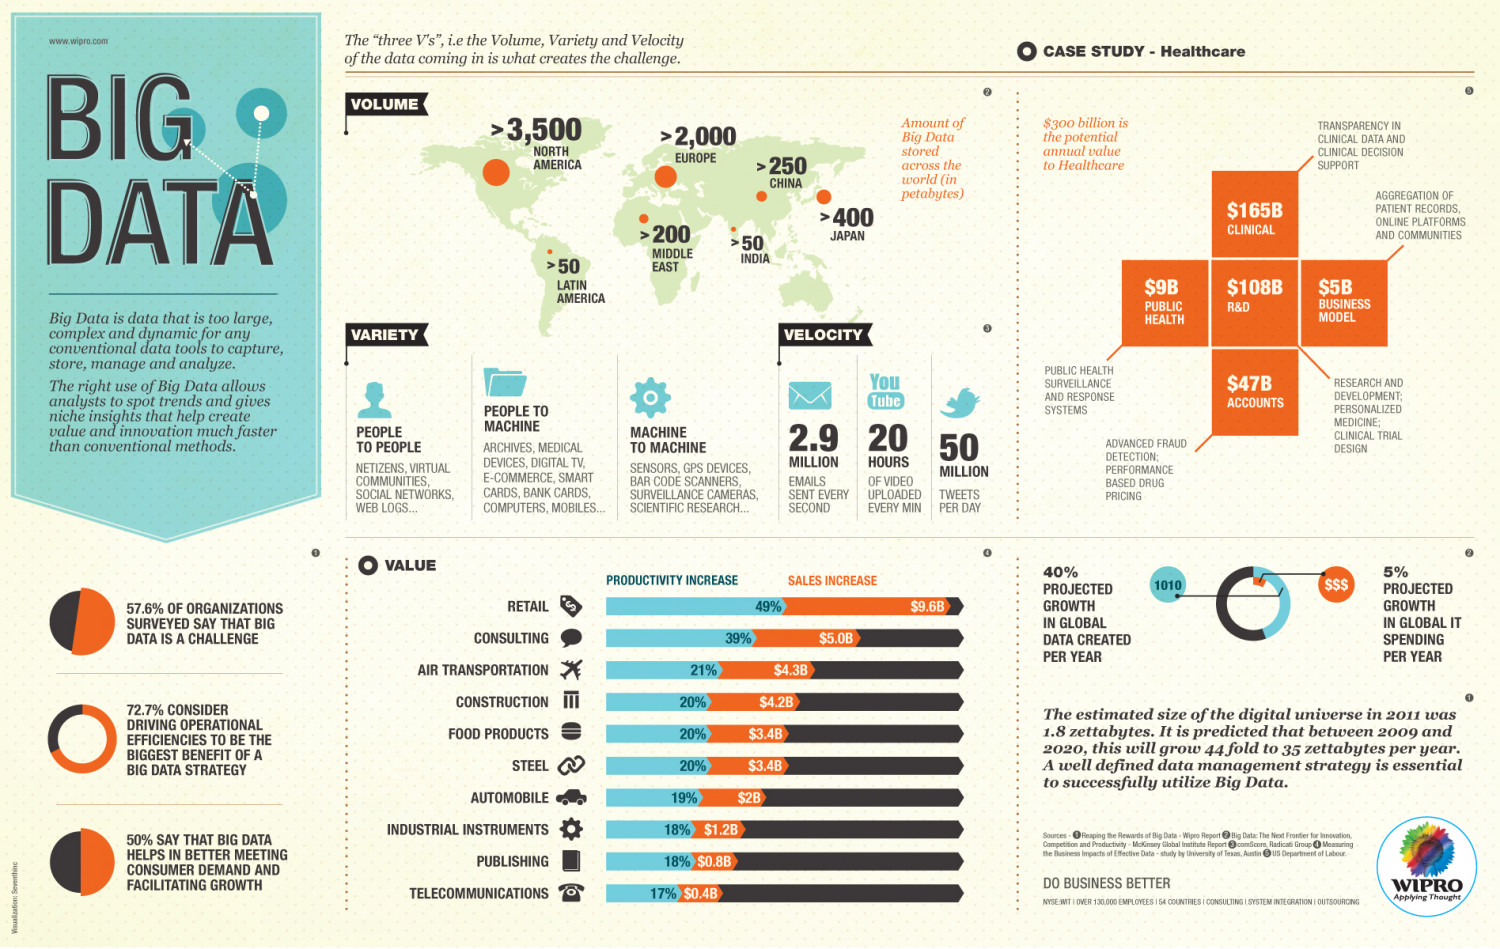 www.wipro.com
BIG
DATA
Big Data is data that is too large,
complex and dynamic for any
conventional data tools to capture,
store, manage and analyze.
The right use of Big Data allows
analysts to spot trends and gives
niche insights that help create
value and innovation much faster
than conventional methods.
1
57.6% OF ORGANIZATIONS
SURVEYED SAY THAT BIG
DATA IS A CHALLENGE
72.7% CONSIDER
DRIVING OPERATIONAL
EFFICIENCIES TO BE THE
BIGGEST BENEFIT OF A
BIG DATA STRATEGY
50% SAY THAT BIG DATA
HELPS IN BETTER MEETING
CONSUMER DEMAND AND
FACILITATING GROWTH
Visualization: Seventhinc
The “three V's”, i.e the Volume, Variety and Velocity
of the data coming in is what creates the challenge.
VOLUME
2
>3,500
NORTH
AMERICA
>2,000
EUROPE
>250
CHINA
>400
JAPAN
>200
MIDDLE
EAST
>50
INDIA
>50
LATIN
AMERICA
Amount of
Big Data
stored
across the
world (in
petabytes)
VARIETY
PEOPLE
TO PEOPLE
NETIZENS, VIRTUAL
COMMUNITIES,
SOCIAL NETWORKS,
WEB LOGS...
PEOPLE TO
MACHINE
ARCHIVES, MEDICAL
DEVICES, DIGITAL TV,
E-COMMERCE, SMART
CARDS, BANK CARDS,
COMPUTERS, MOBILES...
MACHINE
TO MACHINE
SENSORS, GPS DEVICES,
BAR CODE SCANNERS,
SURVEILLANCE CAMERAS,
SCIENTIFIC RESEARCH...
VELOCITY
3
2.9
MILLION
EMAILS
SENT EVERY
SECOND
You
Tube
20
HOURS
OF VIDEO
UPLOADED
EVERY MIN
50
MILLION
TWEETS
PER DAY
VALUE
4
PRODUCTIVITY INCREASE SALES INCREASE
RETAIL 49% $9.6B
CONSULTING 39% $5.0B
AIR TRANSPORTATION 21% $4.3B
CONSTRUCTION 20% $4.2B
FOOD PRODUCTS 20% $3.4B
STEEL 20% $3.4B
AUTOMOBILE 19% $2B
INDUSTRIAL INSTRUMENTS 18% $1.2B
PUBLISHING 18% $0.8B
TELECOMMUNICATIONS 17% $0.4B
CASE STUDY - Healthcare
5
$300 billion is
the potential
annual value
to Healthcare
TRANSPARENCY IN
CLINICAL DATA AND
CLINICAL DECISION
SUPPORT
$165B
CLINICAL
AGGREGATION OF
PATIENT RECORDS,
ONLINE PLATFORMS
AND COMMUNITIES
$9B
PUBLIC
HEALTH
$108B
R&D
$5B
BUSINESS
MODEL
PUBLIC HEALTH
SURVEILLANCE
AND RESPONSE
SYSTEMS
$47B
ACCOUNTS
RESEARCH AND
DEVELOPMENT;
PERSONALIZED
MEDICINE;
CLINICAL TRIAL
DESIGN
ADVANCED FRAUD
DETECTION;
PERFORMANCE
BASED DRUG
PRICING
2
40%
PROJECTED
GROWTH
IN GLOBAL
DATA CREATED
PER YEAR
1010
$$$
5%
PROJECTED
GROWTH
IN GLOBAL IT
SPENDING
PER YEAR
1
The estimated size of the digital universe in 2011 was
1.8 zettabytes. It is predicted that between 2009 and
2020, this will grow 44 fold to 35 zettabytes per year.
A well defined data management strategy is essential
to successfully utilize Big Data.
Sources - 1 Reaping the Rewards of Big Data - Wipro Report 2 Big Data: The Next Frontier for Innovation,
Competition and Productivity - McKinsey Global Institute Report 3 comScore, Radicati Group 4 Measuring
the Business Impacts of Effective Data - study by University of Texas, Austin 5 US Department of Labour.
DO BUSINESS BETTER
NYSE:WIT | OVER 130,000 EMPLOYEES | 54 COUNTRIES | CONSULTING | SYSTEM INTEGRATION | OUTSOURCING
WIPRO
Applying Thought